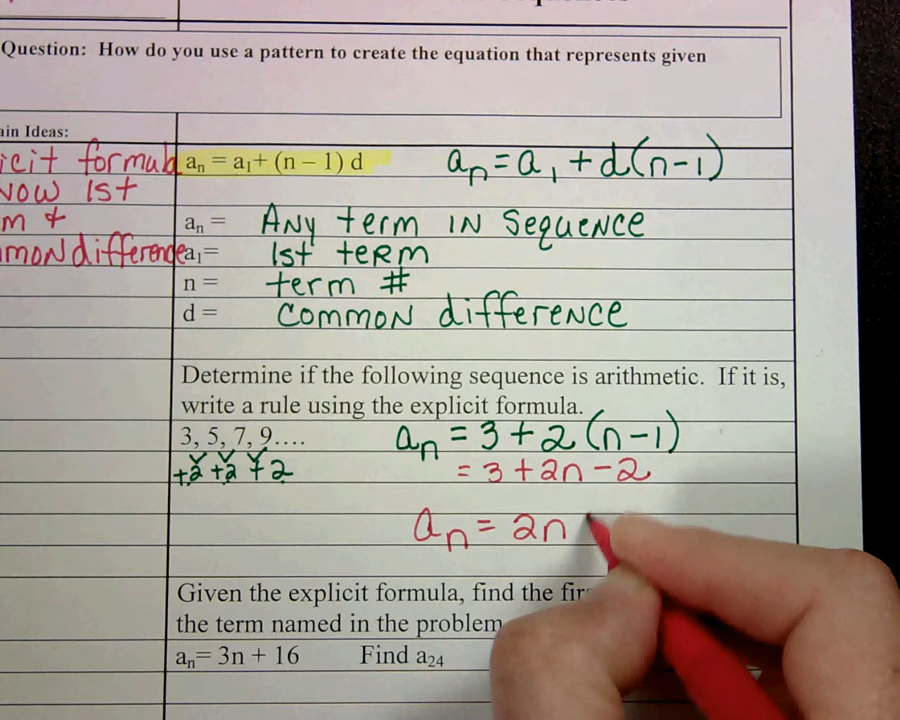 Question: How do you use a pattern to create the equation that represents given
ain Ideas:
icit formul
aₙ = a₁+ (n – 1) d
aₙ = a₁ + d(n-1)
now 1st
m +
aₙ = Any term in Sequence
mon difference
a₁= 1st term
n = term #
d = common difference
Determine if the following sequence is arithmetic. If it is,
write a rule using the explicit formula.
3, 5, 7, 9….
aₙ = 3 + 2 (n-1)
+2 +2 +2
= 3 + 2n - 2
aₙ = 2n
Given the explicit formula, find the fir
the term named in the problem
aₙ= 3n + 16 Find a₂₄